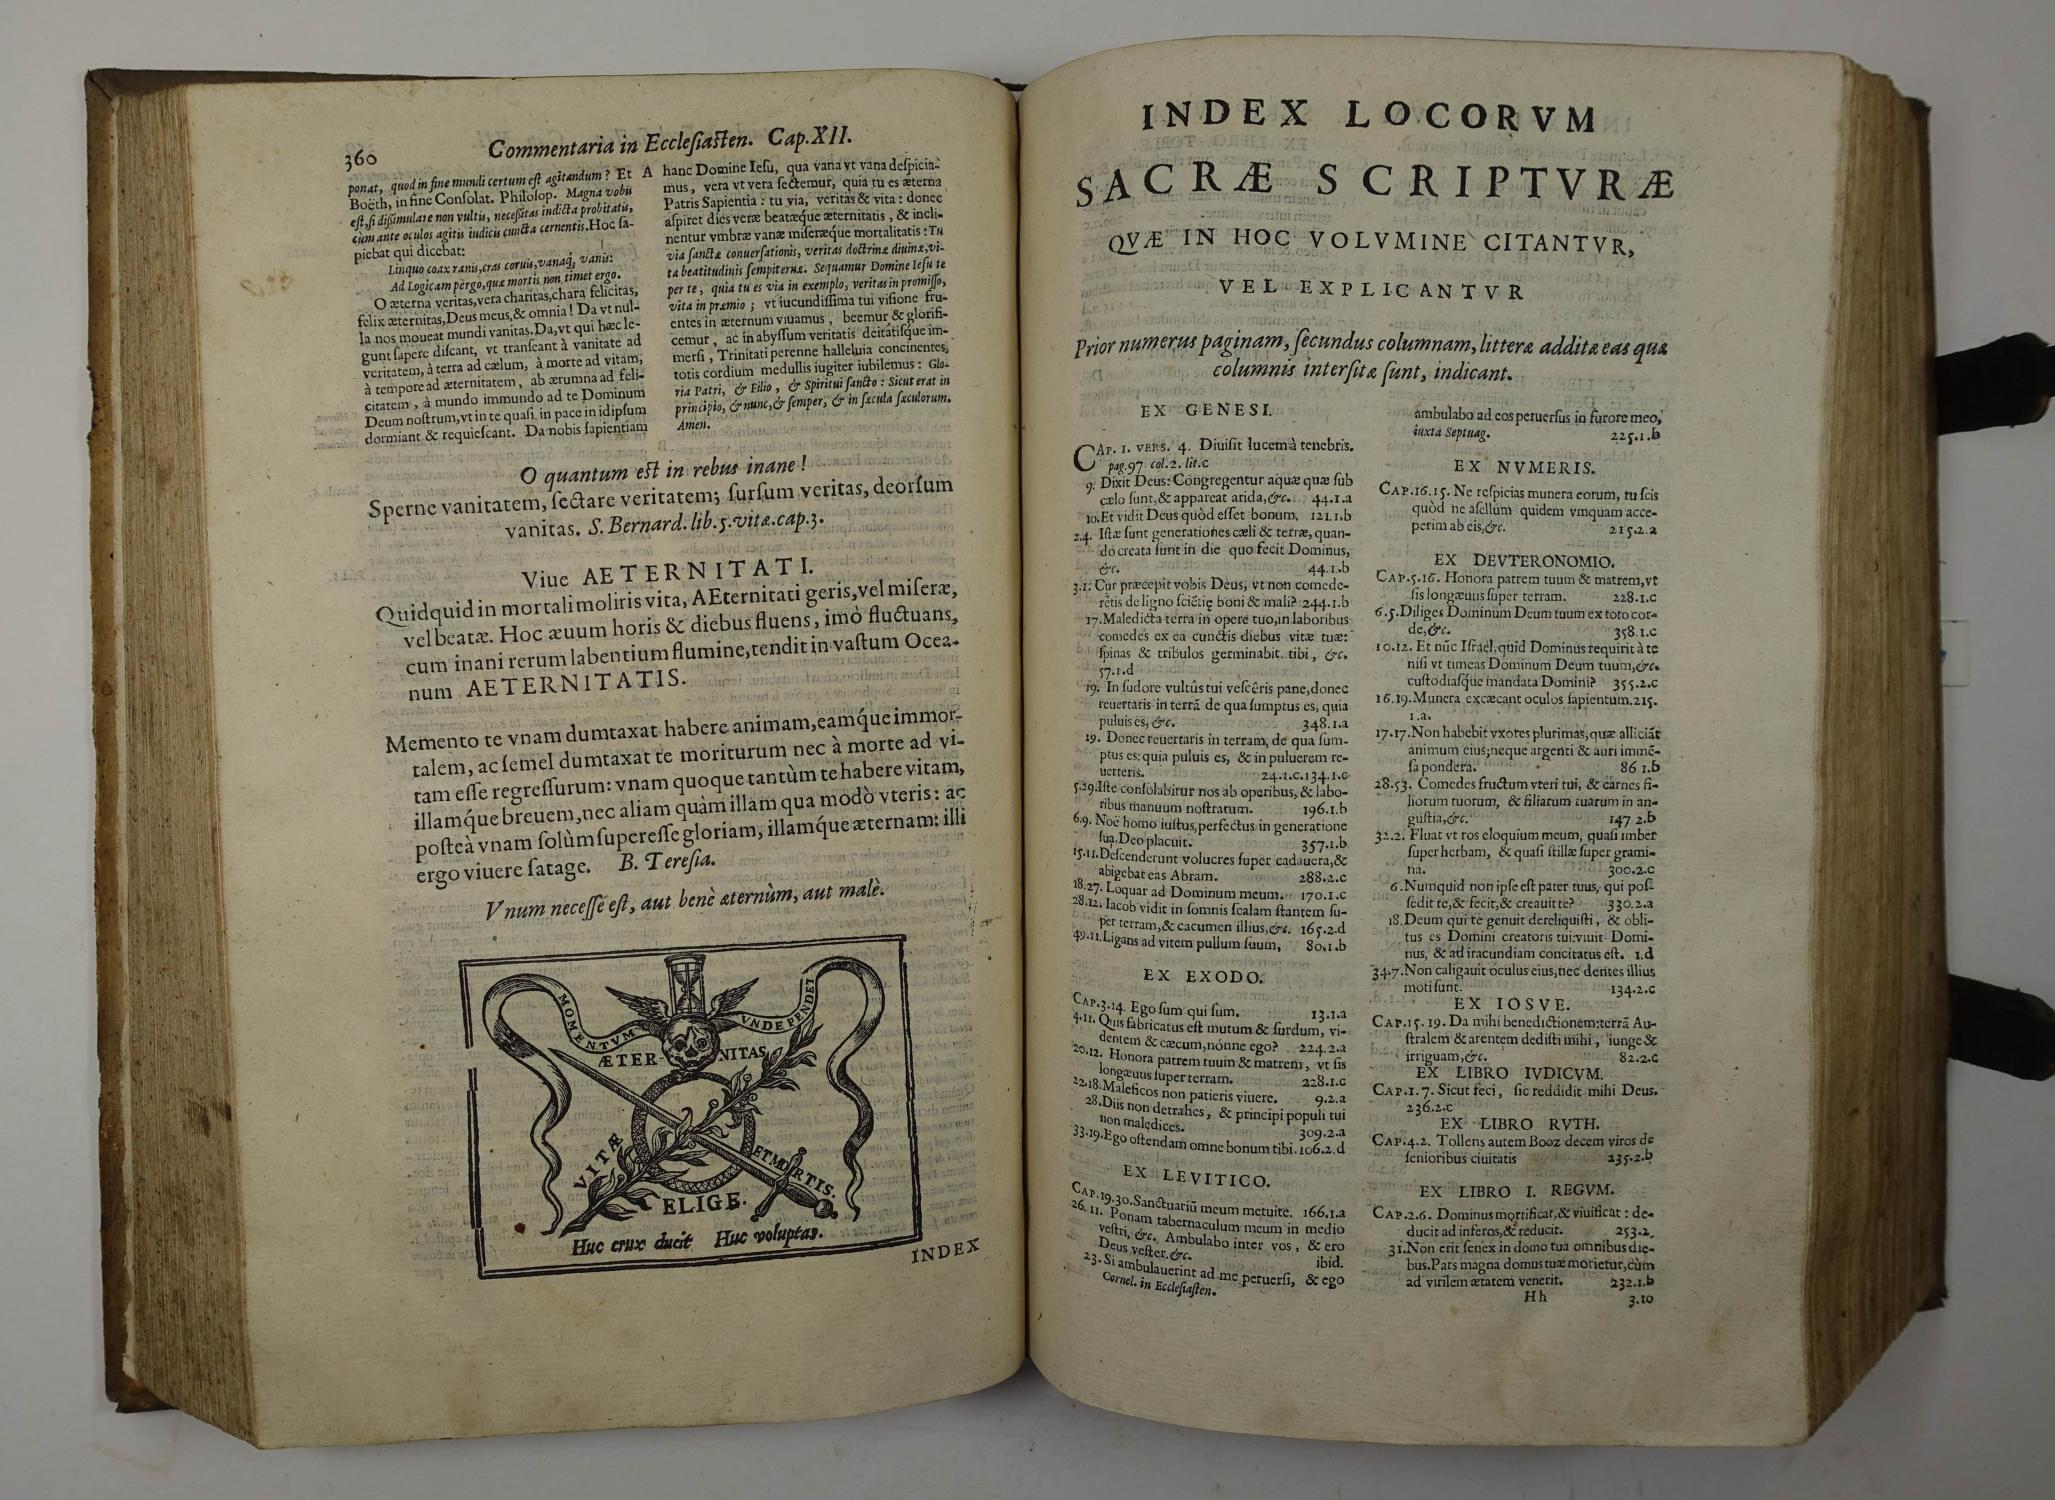 360
Commentaria in Eccleſiaſten. Cap. XII.
ponat, quod in fine mundi certum eſt agitandum? Et
Boëth, in fine Conſolat. Philoſop. Magna vobis
eſt, ſi diſſimulare non vultis, neceſſitas indicta probitatis,
cum ante oculos agitis iudicis cuncta cernentis. Hoc ſa-
piebat qui dicebat:
Linquo coax ranis, cras coruis, vanaq́; vanis:
Ad Logicam pergo, quæ mortis non timet ergo.
O æterna veritas, vera charitas, chara felicitas,
felix æternitas, Deus meus, & omnia! Da vt nul-
la nos moueat mundi vanitas. Da, vt qui hæc le-
gunt ſapere diſcant, vt tranſeant à vanitate ad
veritatem, à terra ad cælum, à morte ad vitam,
à tempore ad æternitatem, ab ærumna ad feli-
citatem, à mundo immundo ad te Dominum
Deum noſtrum, vt in te quaſi in pace in idipſum
dormiant & requieſcant. Da nobis ſapientiam
A
hanc Domine Ieſu, qua vana vt vana deſpicia-
mus, vera vt vera ſectemur, quia tu es æterna
Patris Sapientia: tu via, veritas & vita: donec
aſpiret dies veræ beatæque æternitatis, & incli-
nentur vmbræ vanæ miſeræque mortalitatis: Tu
via ſanctæ conuerſationis, veritas doctrinæ diuinæ, vi-
ta beatitudinis ſempiternæ. Sequamur Domine Ieſu te
per te, quia tu es via in exemplo, veritas in promiſſo,
vita in præmio; vt iucundiſſima tui viſione fru-
entes in æternum viuamus, beemur & glorifi-
cemur, ac in abyſſum veritatis deitatiſque im-
merſi, Trinitati perenne halleluia concinentes,
totis cordium medullis iugiter iubilemus: Glo-
ria Patri, & Filio, & Spiritui ſancto: Sicut erat in
principio, & nunc, & ſemper, & in ſæcula ſæculorum.
Amen.
O quantum eſt in rebus inane!
Sperne vanitatem, ſectare veritatem; ſurſum veritas, deorſum
vanitas. S. Bernard. lib. 5. vitæ. cap. 3.
Viue AETERNITATI.
Quidquid in mortali moliris vita, AEternitati geris, vel miſeræ,
vel beatæ. Hoc æuum horis & diebus fluens, imò fluctuans,
cum inani rerum labentium flumine, tendit in vaſtum Ocea-
num AETERNITATIS.
Memento te vnam dumtaxat habere animam, eamq́ue immor-
talem, ac ſemel dumtaxat te moriturum nec à morte ad vi-
tam eſſe regreſſurum: vnam quoque tantùm te habere vitam,
illamq́ue breuem, nec aliam quàm illam qua modò vteris: ac
poſteà vnam ſolùm ſupereſſe gloriam, illamq́ue æternam: illi
ergo viuere ſatage. B. Tereſia.
Vnum neceſſe eſt, aut benè æternùm, aut malè.
MOMENTVM
VNDE PENDET
ÆTER-NITAS
VITÆ
ET MORTIS.
ELIGE.
Huc crux ducit Huc voluptas.
INDEX
INDEX LOCORVM
SACRÆ SCRIPTVRÆ
QVÆ IN HOC VOLVMINE CITANTVR,
VEL EXPLICANTVR
Prior numerus paginam, ſecundus columnam, litteræ additæ eas quæ
columnis interſitæ ſunt, indicant.
EX GENESI.
CAP. 1. VERS. 4. Diuiſit lucem à tenebris.
pag. 97 col. 2. lit. c
9. Dixit Deus: Congregentur aquæ quæ ſub
cælo ſunt, & appareat arida, &c. 44.1.a
10. Et vidit Deus quòd eſſet bonum. 121.1.b
2.4. Iſtæ ſunt generationes cæli & terræ, quan-
do creata ſunt in die quo fecit Dominus,
&c. 44.1.b
3.1. Cur præcepit vobis Deus, vt non comede-
rētis de ligno ſciētię boni & mali? 244.1.b
17. Maledicta terra in opere tuo, in laboribus
comedes ex ea cunctis diebus vitæ tuæ:
ſpinas & tribulos germinabit tibi, &c.
57.1.d
19. In ſudore vultûs tui veſcêris pane, donec
reuertaris in terrã de qua ſumptus es, quia
puluis es, &c. 348.1.a
19. Donec reuertaris in terram, de qua ſum-
ptus es: quia puluis es, & in puluerem re-
uerteris. 24.1.c. 134.1.c
5.29. Iſte conſolabitur nos ab operibus, & labo-
ribus manuum noſtrarum. 196.1.b
6.9. Noë homo iuſtus, perfectus in generatione
ſua, Deo placuit. 357.1.b
15.11. Deſcenderunt volucres ſuper cadauera, &
abigebat eas Abram. 288.2.c
18.27. Loquar ad Dominum meum. 170.1.c
28.12. Iacob vidit in ſomnis ſcalam ſtantem ſu-
per terram, & cacumen illius, &c. 165.2.d
49.11. Ligans ad vitem pullum ſuum, 80.1.b
EX EXODO.
CAP. 3.14. Ego ſum qui ſum. 13.1.a
4.11. Quis fabricatus eſt mutum & ſurdum, vi-
dentem & cæcum, nónne ego? 224.2.a
20.12. Honora patrem tuum & matrem, vt ſis
longæuus ſuper terram. 228.1.c
22.18. Maleficos non patieris viuere. 9.2.a
28. Diis non detrahes, & principi populi tui
non maledices. 309.2.a
33.19. Ego oſtendam omne bonum tibi. 106.2.d
EX LEVITICO.
CAP. 19.30. Sanctuariũ meum metuite. 166.1.a
26.11. Ponam tabernaculum meum in medio
veſtri, &c. Ambulabo inter vos, & ero
Deus veſter. &c. ibid.
23. Si ambulauerint ad me peruerſi, & ego
Cornel. in Eccleſiaſten.
ambulabo ad eos peruerſus in furore meo,
iuxta Septuag. 225.1.b
EX NVMERIS.
CAP. 16.15. Ne reſpicias munera eorum, tu ſcis
quòd ne aſellum quidem vmquam acce-
perim ab eis, &c. 215.2.a
EX DEVTERONOMIO.
CAP. 5.16. Honora patrem tuum & matrem, vt
ſis longæuus ſuper terram. 228.1.c
6.5. Diliges Dominum Deum tuum ex toto cor-
de, &c. 358.1.c
10.12. Et nũc Iſraël, quid Dominus requirit à te
niſi vt timeas Dominum Deum tuum, &c.
cuſtodiaſq́ue mandata Domini? 355.2.c
16.19. Munera excæcant oculos ſapientum. 215.
1.a.
17.17. Non habebit vxores plurimas, quæ alliciāt
animum eius; neque argenti & auri immē-
ſa pondera. 86 1.b
28.53. Comedes fructum vteri tui, & carnes fi-
liorum tuorum, & filiarum tuarum in an-
guſtia, &c. 147 2.b
32.2. Fluat vt ros eloquium meum, quaſi imber
ſuper herbam, & quaſi ſtillæ ſuper grami-
na. 300.2.c
6. Numquid non ipſe eſt pater tuus, qui poſ-
ſedit te, & fecit, & creauit te? 330.2.a
18. Deum qui te genuit dereliquiſti, & obli-
tus es Domini creatoris tui: viuit Domi-
nus, & ad iracundiam concitatus eſt. 1.d
34.7. Non caligauit oculus eius, nec dentes illius
moti ſunt. 134.2.c
EX IOSVE.
CAP. 15.19. Da mihi benedictionem: terrã Au-
ſtralem & arentem dediſti mihi, iunge &
irriguam, &c. 82.2.c
EX LIBRO IVDICVM.
CAP. 1.7. Sicut feci, ſic reddidit mihi Deus.
236.2.c
EX LIBRO RVTH.
CAP. 4.2. Tollens autem Booz decem viros de
ſenioribus ciuitatis 235.2.b
EX LIBRO I. REGVM.
CAP. 2.6. Dominus mortificat, & viuificat: de-
ducit ad inferos, & reducit. 253.2.
31. Non erit ſenex in domo tua omnibus die-
bus. Pars magna domus tuæ morietur, cùm
ad virilem ætatem venerit. 232.1.b
Hh
3.10